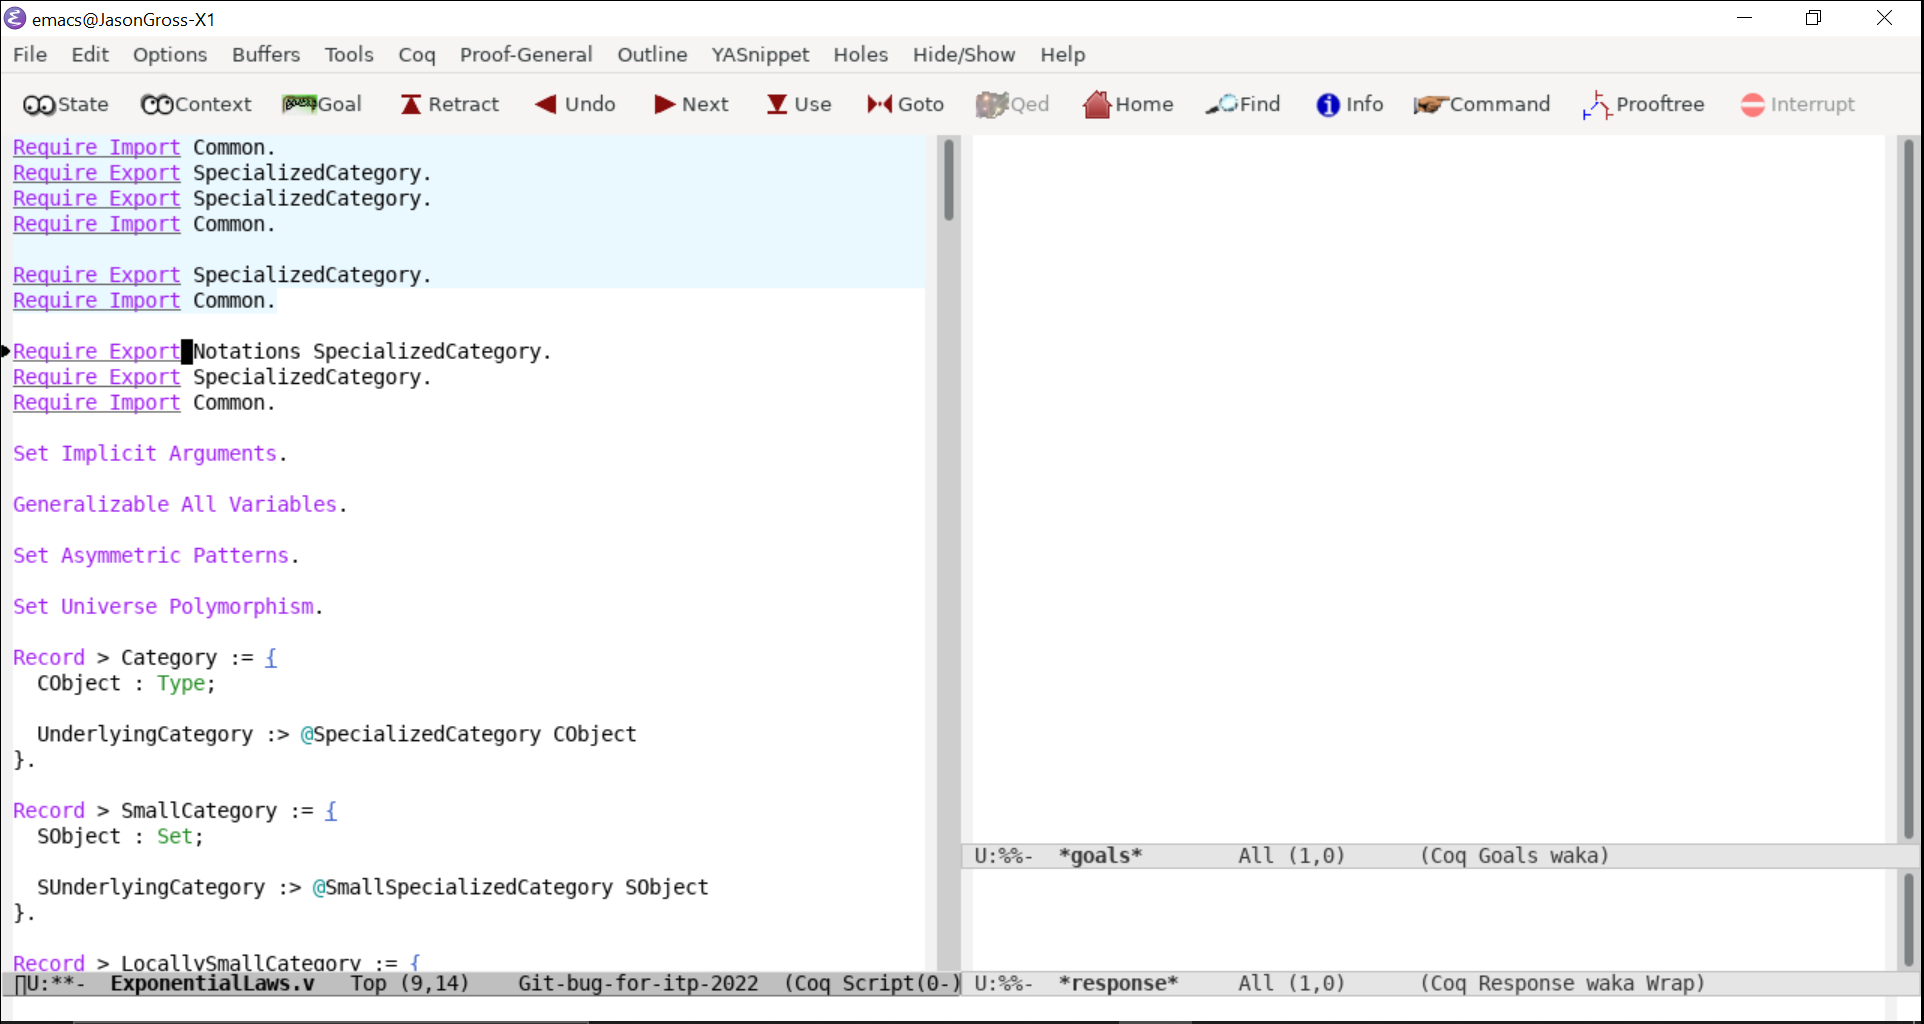 emacs@JasonGross-X1
File Edit Options Buffers Tools Coq Proof-General Outline YASnippet Holes Hide/Show Help
State Context Goal Retract Undo Next Use Goto Qed Home Find Info Command Prooftree Interrupt
Require Import Common.
Require Export SpecializedCategory.
Require Export SpecializedCategory.
Require Import Common.
Require Export SpecializedCategory.
Require Import Common.
Require Export Notations SpecializedCategory.
Require Export SpecializedCategory.
Require Import Common.
Set Implicit Arguments.
Generalizable All Variables.
Set Asymmetric Patterns.
Set Universe Polymorphism.
Record > Category := {
CObject : Type;
UnderlyingCategory :> @SpecializedCategory CObject
}.
Record > SmallCategory := {
SObject : Set;
SUnderlyingCategory :> @SmallSpecializedCategory SObject
}.
Record > LocallySmallCategory := {
U:**- ExponentialLaws.v Top (9,14) Git-bug-for-itp-2022 (Coq Script(0-)
U:%%- *goals* All (1,0) (Coq Goals waka)
U:%%- *response* All (1,0) (Coq Response waka Wrap)